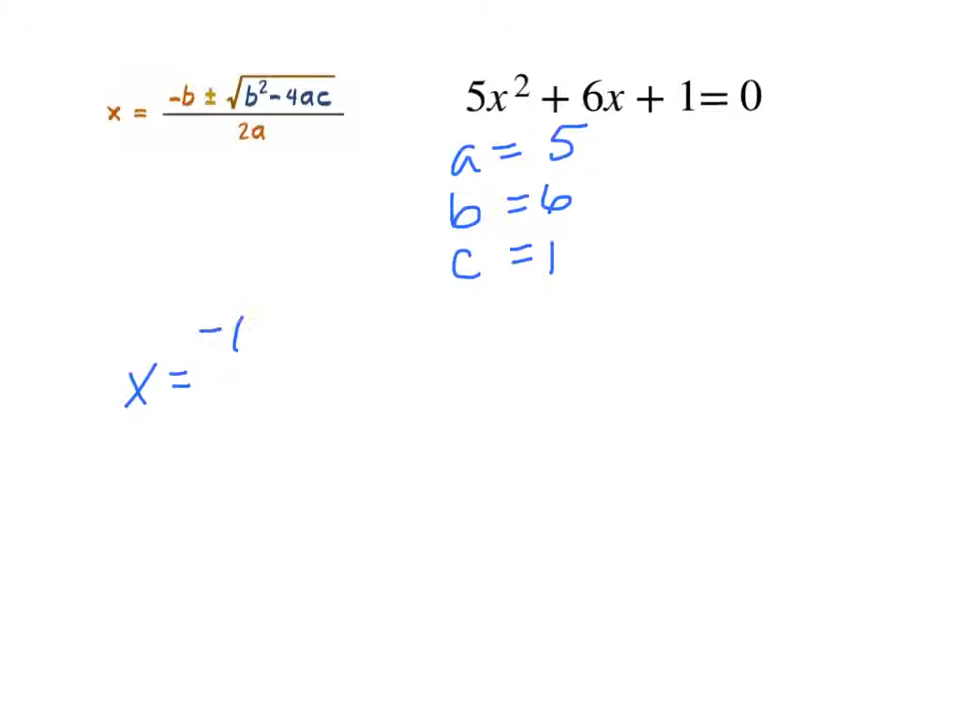 x = -b ± √b² - 4ac / 2a
5x² + 6x + 1= 0
a = 5
b = 6
c = 1
x = -(